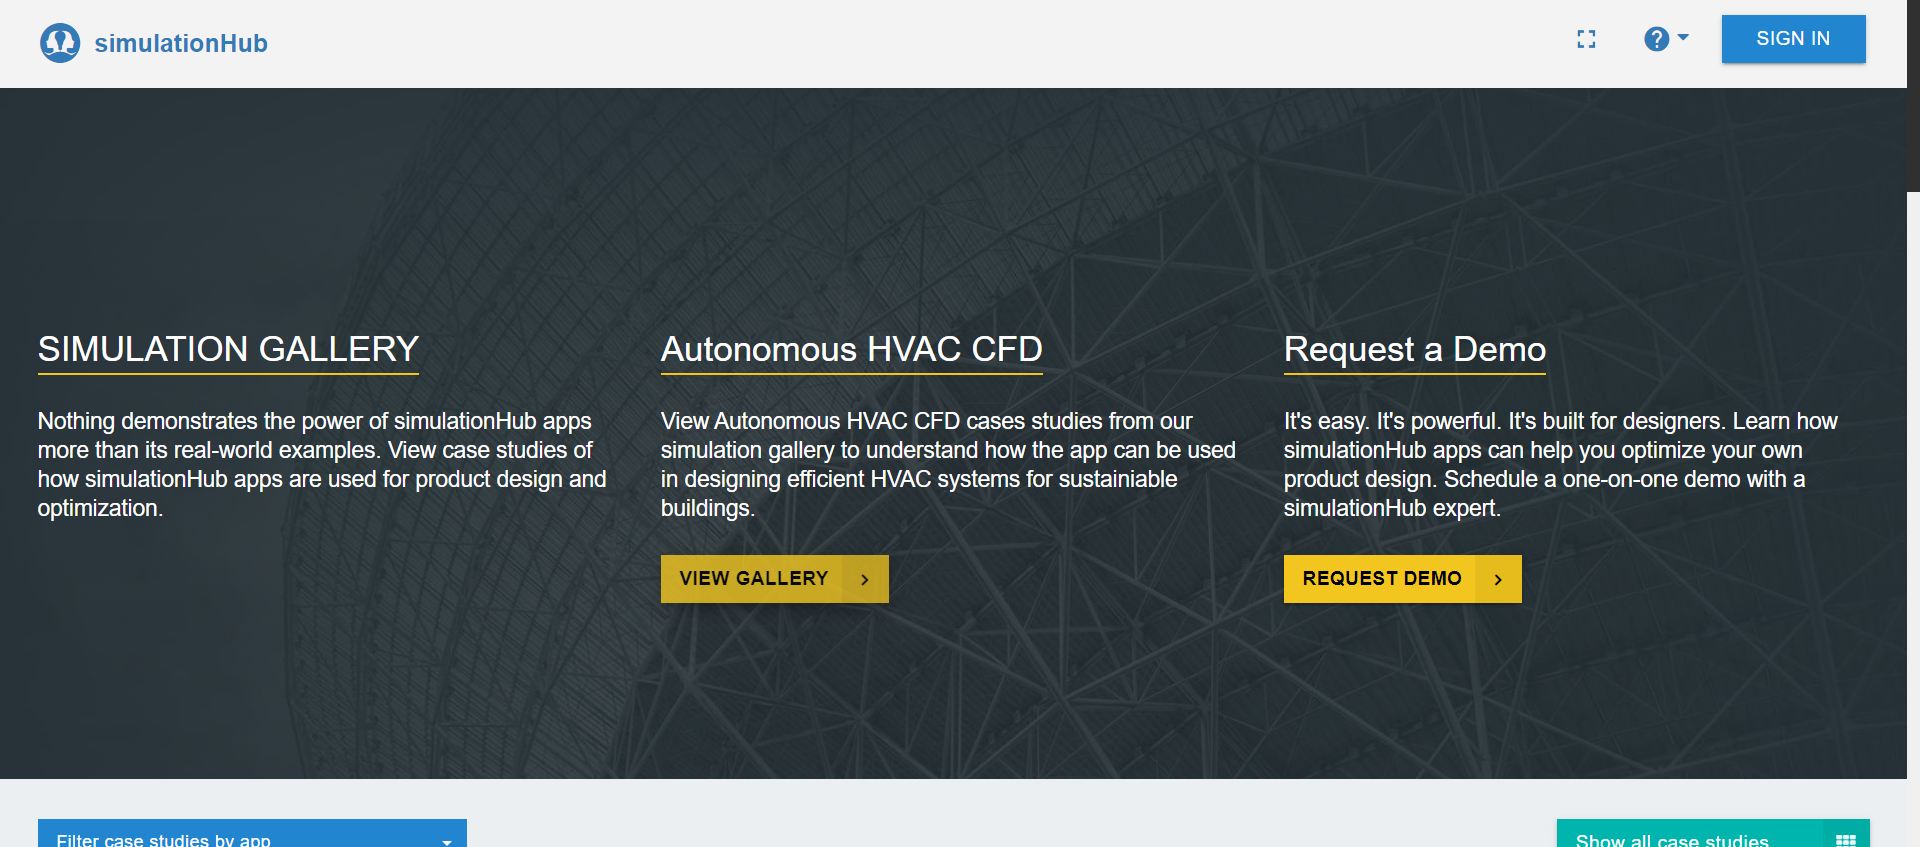 simulationHub
SIGN IN
SIMULATION GALLERY
Nothing demonstrates the power of simulationHub apps
more than its real-world examples. View case studies of
how simulationHub apps are used for product design and
optimization.
Autonomous HVAC CFD
View Autonomous HVAC CFD cases studies from our
simulation gallery to understand how the app can be used
in designing efficient HVAC systems for sustainiable
buildings.
VIEW GALLERY
Request a Demo
It's easy. It's powerful. It's built for designers. Learn how
simulationHub apps can help you optimize your own
product design. Schedule a one-on-one demo with a
simulationHub expert.
REQUEST DEMO
Filter case studies by app
Show all case studies